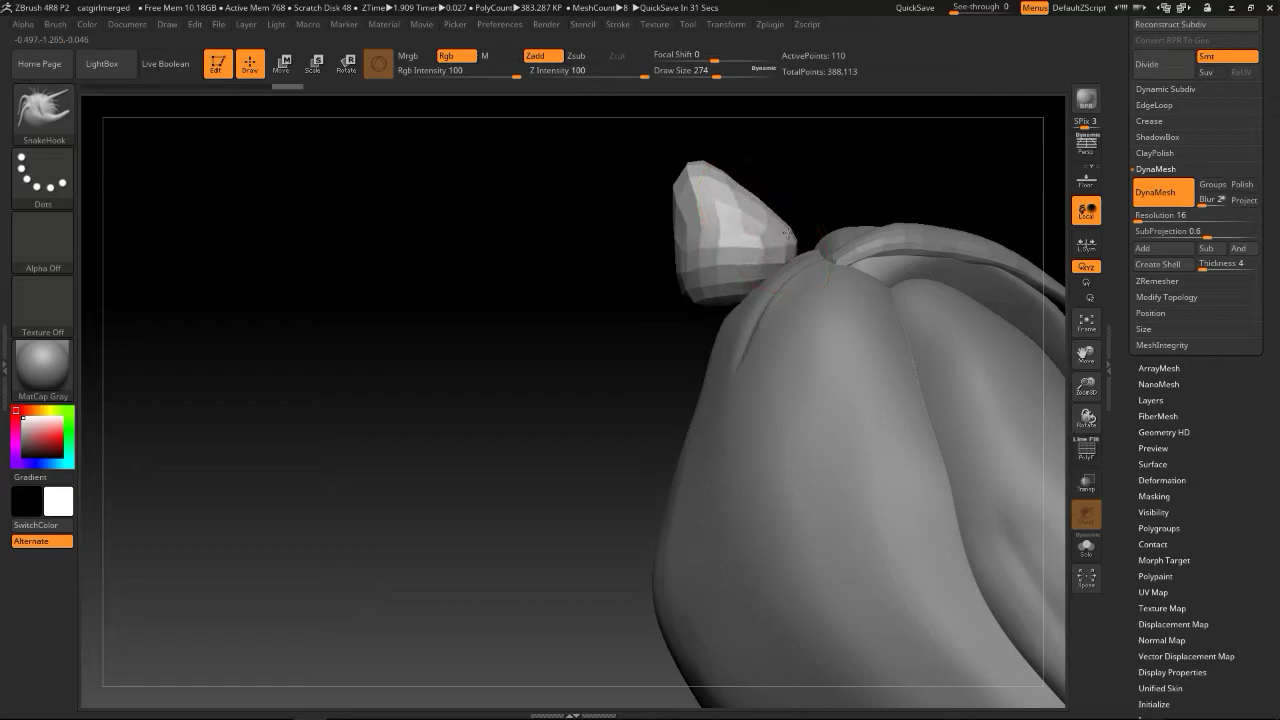 ZBrush 4R8 P2 catgirlmerged • Free Mem 10.18GB • Active Mem 768 • Scratch Disk 48 • ZTime▶1.909 Timer▶0.027 • PolyCount▶383.287 KP • MeshCount▶8 ▶QuickSave In 31 Secs QuickSave See-through 0 Menus DefaultZScript
Alpha Brush Color Document Draw Edit File Layer Light Macro Marker Material Movie Picker Preferences Render Stencil Stroke Texture Tool Transform Zplugin Zscript
-0.497,-1.265,-0.046
Home Page LightBox Live Boolean Edit Draw Move Scale Rotate
Mrgb Rgb M Zadd Zsub Zcut Focal Shift 0 ActivePoints: 110
Rgb Intensity 100 Z Intensity 100 Draw Size 274 Dynamic TotalPoints: 388,113
SnakeHook
Dots
Alpha Off
Texture Off
MatCap Gray
Gradient
SwitchColor
Alternate
BPR
SPix 3
Dynamic
Persp
Floor
Local
L.Sym
XYZ
Frame
Move
Zoom3D
Rotate
Line Fill
PolyF
Transp
Dynamic
Solo
Xpose
Reconstruct Subdiv
Convert BPR To Geo
Divide Smt
Suv ReUV
Dynamic Subdiv
EdgeLoop
Crease
ShadowBox
ClayPolish
DynaMesh
DynaMesh Groups Polish
Blur 2 Project
Resolution 16
SubProjection 0.6
Add Sub And
Create Shell Thickness 4
ZRemesher
Modify Topology
Position
Size
MeshIntegrity
ArrayMesh
NanoMesh
Layers
FiberMesh
Geometry HD
Preview
Surface
Deformation
Masking
Visibility
Polygroups
Contact
Morph Target
Polypaint
UV Map
Texture Map
Displacement Map
Normal Map
Vector Displacement Map
Display Properties
Unified Skin
Initialize